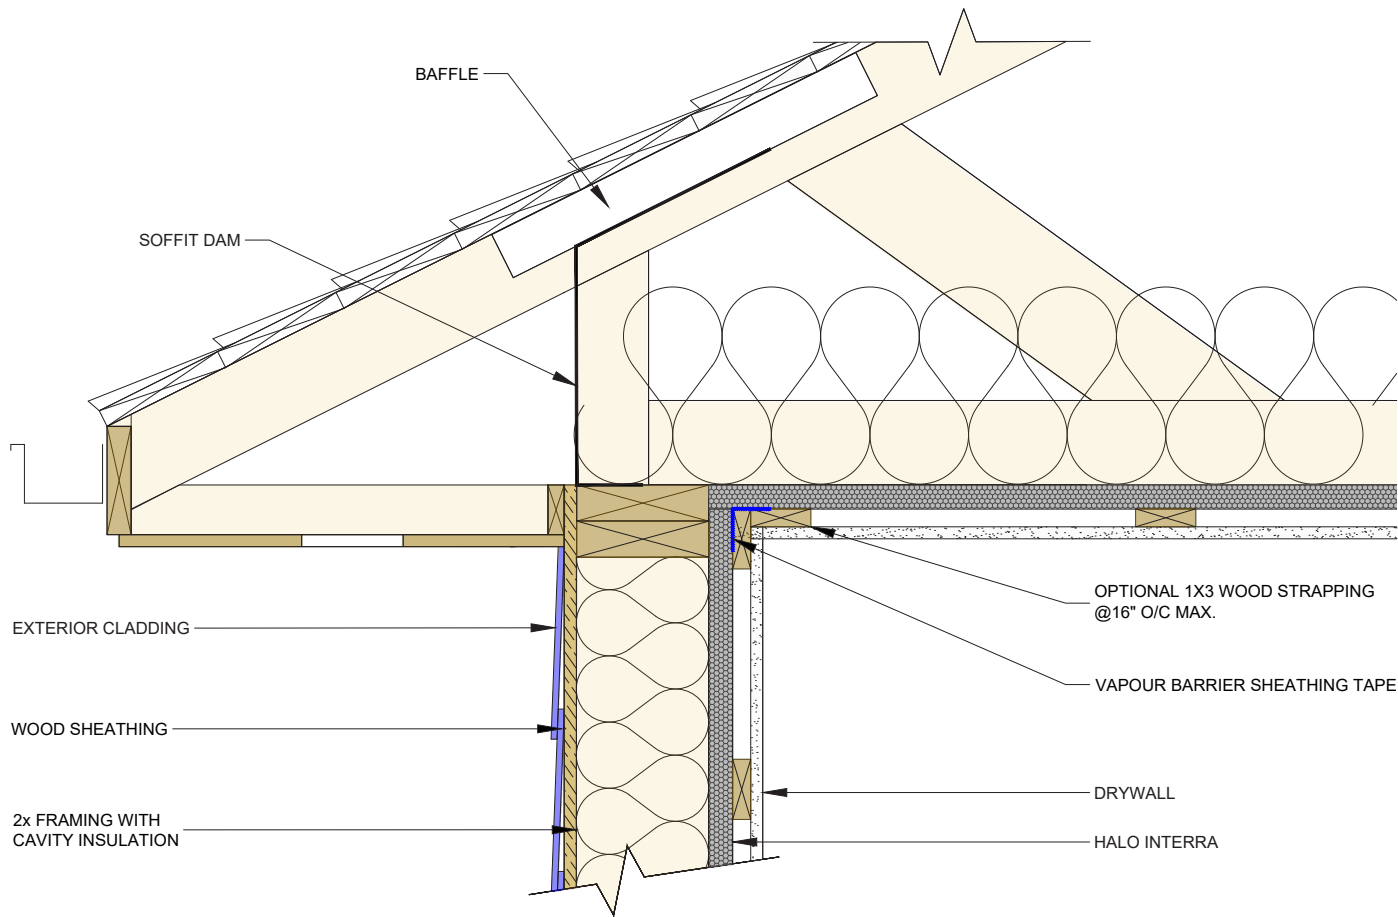 BAFFLE
SOFFIT DAM
EXTERIOR CLADDING
WOOD SHEATHING
2x FRAMING WITH
CAVITY INSULATION
OPTIONAL 1X3 WOOD STRAPPING
@16" O/C MAX.
VAPOUR BARRIER SHEATHING TAPE
DRYWALL
HALO INTERRA